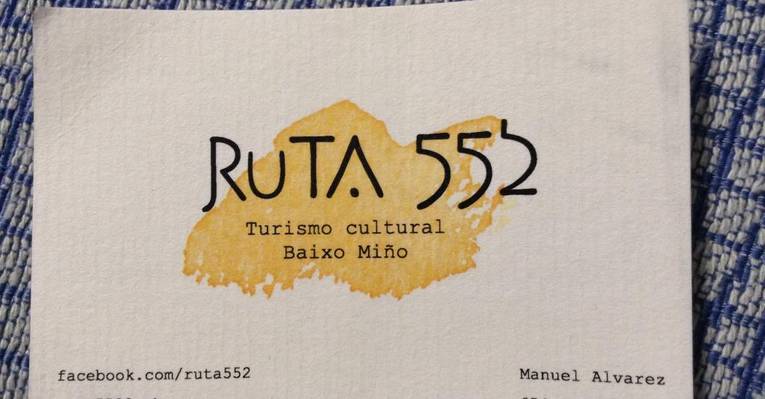 RUTA 552
Turismo cultural
Baixo Miño
facebook.com/ruta552
Manuel Alvarez